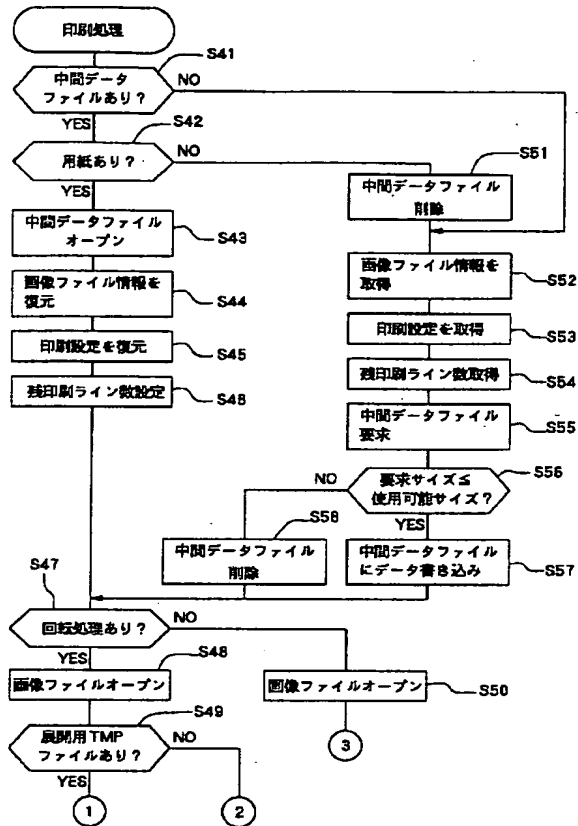 印刷処理
S41
中間データ
ファイルあり？
NO
YES
S42
用紙あり？
NO
YES
S51
中間データファイル
削除
中間データファイル
オープン
S43
画像ファイル情報を
復元
S44
画像ファイル情報を
取得
S52
印刷設定を復元
S45
印刷設定を取得
S53
残印刷ライン数設定
S46
残印刷ライン数取得
S54
中間データファイル
要求
S55
要求サイズ≦
使用可能サイズ？
S56
NO
YES
S58
中間データファイル
削除
中間データファイル
にデータ書き込み
S57
S47
回転処理あり？
NO
YES
S48
画像ファイルオープン
画像ファイルオープン
S50
S49
展開用TMP
ファイルあり？
NO
YES
3
1
2